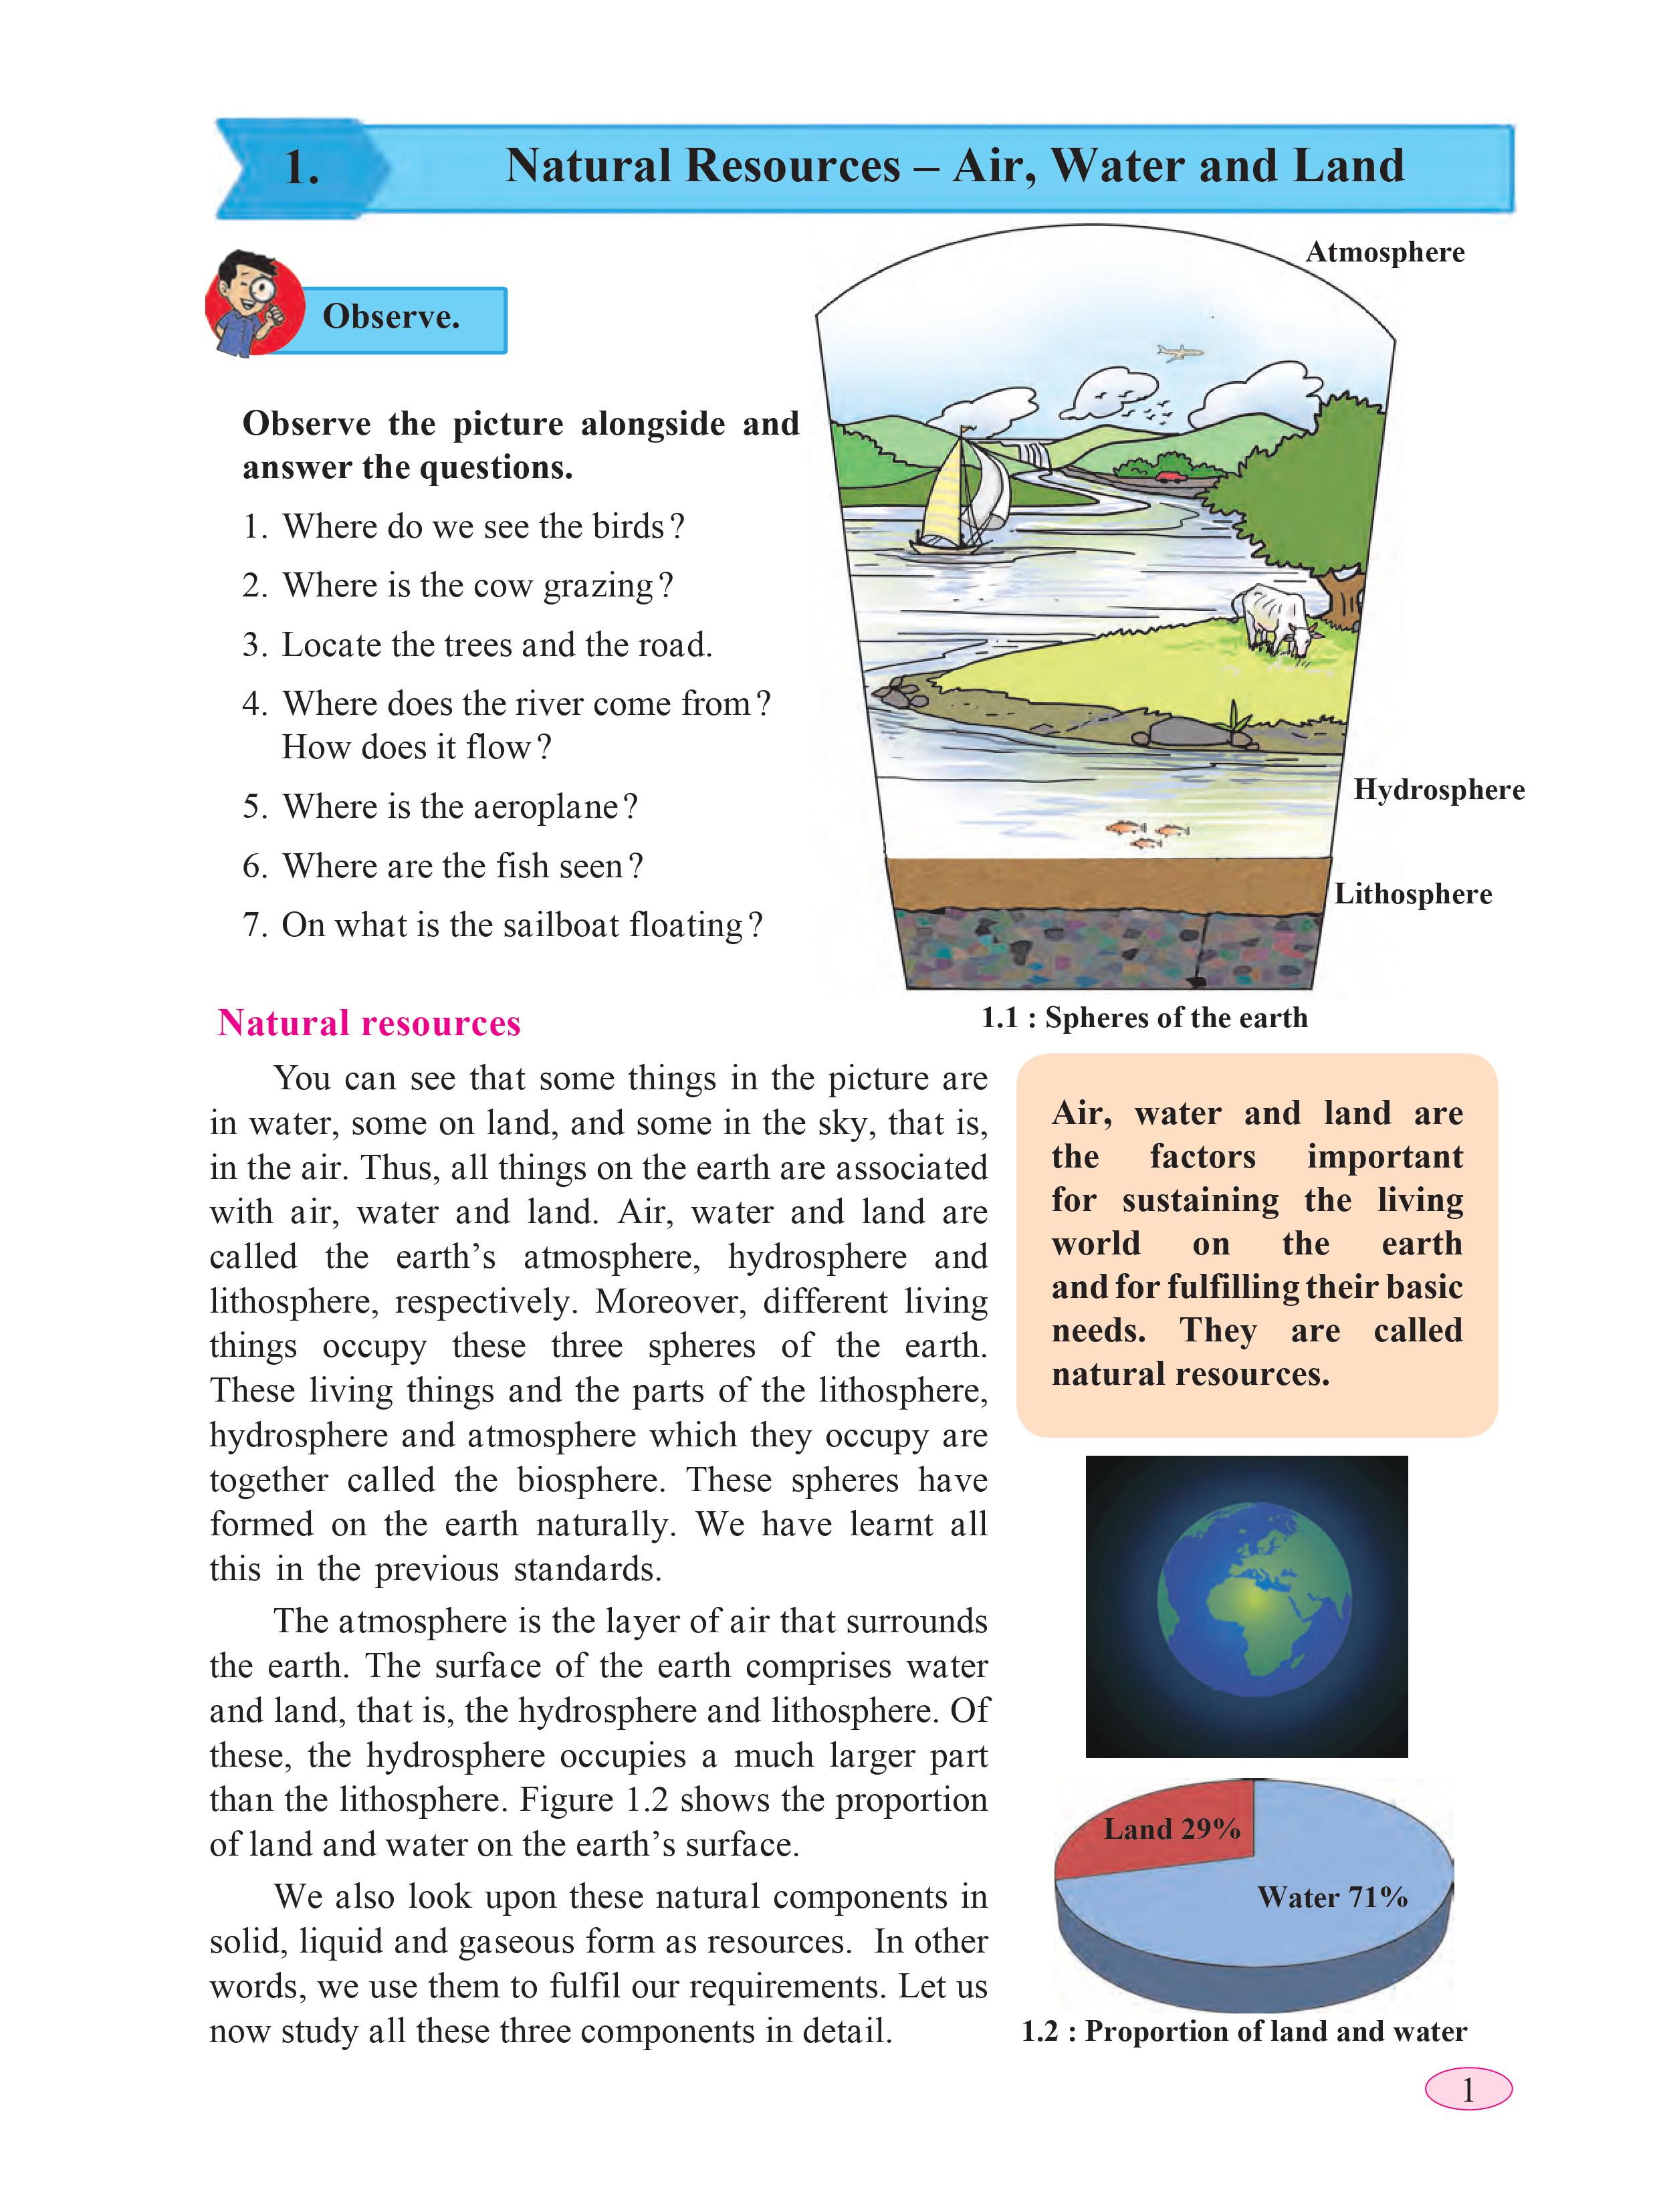 1.
Natural Resources – Air, Water and Land
Observe.
Observe the picture alongside and
answer the questions.
1. Where do we see the birds?
2. Where is the cow grazing?
3. Locate the trees and the road.
4. Where does the river come from?
How does it flow?
5. Where is the aeroplane?
6. Where are the fish seen?
7. On what is the sailboat floating?
Atmosphere
Hydrosphere
Lithosphere
1.1 : Spheres of the earth
Natural resources
You can see that some things in the picture are
in water, some on land, and some in the sky, that is,
in the air. Thus, all things on the earth are associated
with air, water and land. Air, water and land are
called the earth’s atmosphere, hydrosphere and
lithosphere, respectively. Moreover, different living
things occupy these three spheres of the earth.
These living things and the parts of the lithosphere,
hydrosphere and atmosphere which they occupy are
together called the biosphere. These spheres have
formed on the earth naturally. We have learnt all
this in the previous standards.
The atmosphere is the layer of air that surrounds
the earth. The surface of the earth comprises water
and land, that is, the hydrosphere and lithosphere. Of
these, the hydrosphere occupies a much larger part
than the lithosphere. Figure 1.2 shows the proportion
of land and water on the earth’s surface.
We also look upon these natural components in
solid, liquid and gaseous form as resources. In other
words, we use them to fulfil our requirements. Let us
now study all these three components in detail.
Air, water and land are
the factors important
for sustaining the living
world on the earth
and for fulfilling their basic
needs. They are called
natural resources.
Land 29%
Water 71%
1.2 : Proportion of land and water
1